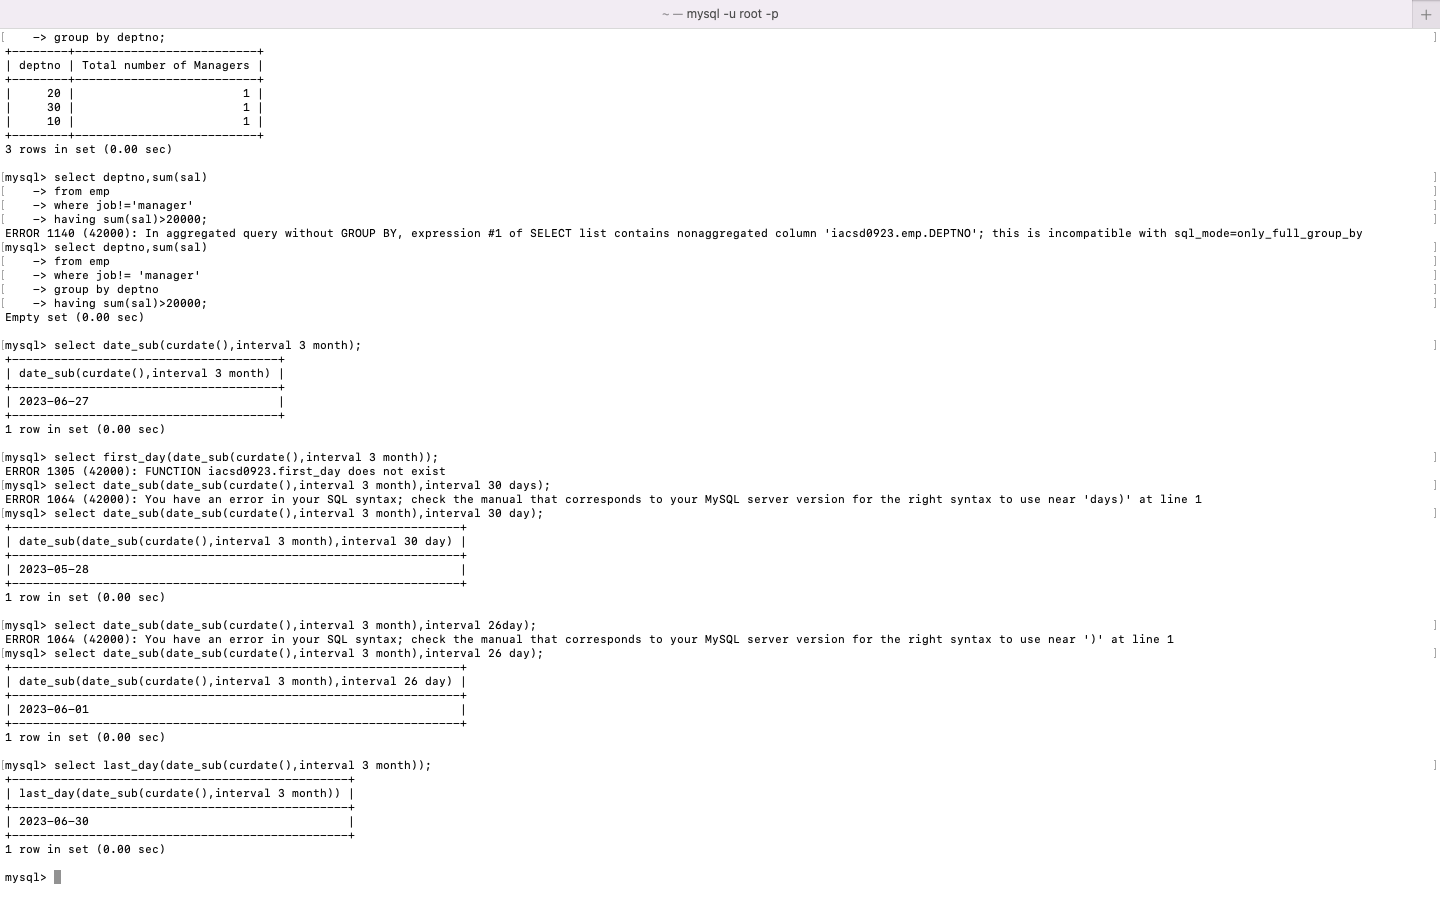 ~ — mysql -u root -p
+
[    -> group by deptno;                                                                ]
+--------+--------------------------+
| deptno | Total number of Managers |
+--------+--------------------------+
|     20 |                        1 |
|     30 |                        1 |
|     10 |                        1 |
+--------+--------------------------+
3 rows in set (0.00 sec)

[mysql> select deptno,sum(sal) ]
[    -> from emp ]
[    -> where job!='manager' ]
[    -> having sum(sal)>20000; ]
ERROR 1140 (42000): In aggregated query without GROUP BY, expression #1 of SELECT list contains nonaggregated column 'iacsd0923.emp.DEPTNO'; this is incompatible with sql_mode=only_full_group_by
[mysql> select deptno,sum(sal) ]
[    -> from emp ]
[    -> where job!= 'manager' ]
[    -> group by deptno ]
[    -> having sum(sal)>20000; ]
Empty set (0.00 sec)

[mysql> select date_sub(curdate(),interval 3 month); ]
+--------------------------------------+
| date_sub(curdate(),interval 3 month) |
+--------------------------------------+
| 2023-06-27                           |
+--------------------------------------+
1 row in set (0.00 sec)

[mysql> select first_day(date_sub(curdate(),interval 3 month)); ]
ERROR 1305 (42000): FUNCTION iacsd0923.first_day does not exist
[mysql> select date_sub(date_sub(curdate(),interval 3 month),interval 30 days); ]
ERROR 1064 (42000): You have an error in your SQL syntax; check the manual that corresponds to your MySQL server version for the right syntax to use near 'days)' at line 1
[mysql> select date_sub(date_sub(curdate(),interval 3 month),interval 30 day); ]
+----------------------------------------------------------------+
| date_sub(date_sub(curdate(),interval 3 month),interval 30 day) |
+----------------------------------------------------------------+
| 2023-05-28                                                     |
+----------------------------------------------------------------+
1 row in set (0.00 sec)

[mysql> select date_sub(date_sub(curdate(),interval 3 month),interval 26day); ]
ERROR 1064 (42000): You have an error in your SQL syntax; check the manual that corresponds to your MySQL server version for the right syntax to use near ')' at line 1
[mysql> select date_sub(date_sub(curdate(),interval 3 month),interval 26 day); ]
+----------------------------------------------------------------+
| date_sub(date_sub(curdate(),interval 3 month),interval 26 day) |
+----------------------------------------------------------------+
| 2023-06-01                                                     |
+----------------------------------------------------------------+
1 row in set (0.00 sec)

[mysql> select last_day(date_sub(curdate(),interval 3 month)); ]
+------------------------------------------------+
| last_day(date_sub(curdate(),interval 3 month)) |
+------------------------------------------------+
| 2023-06-30                                     |
+------------------------------------------------+
1 row in set (0.00 sec)

mysql>